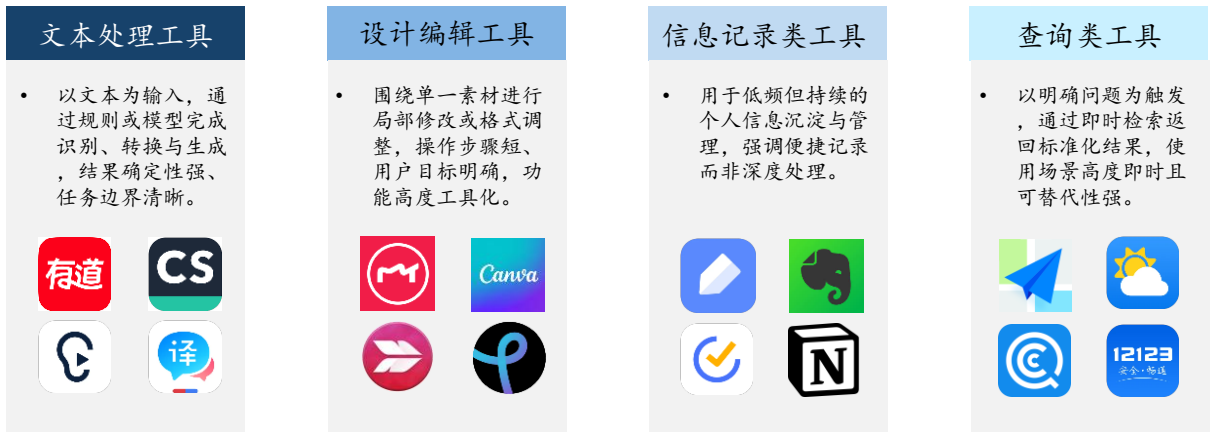 文本处理工具
• 以文本为输入，通
过规则或模型完成
识别、转换与生成
，结果确定性强、
任务边界清晰。
有道
CS
译
设计编辑工具
• 围绕单一素材进行
局部修改或格式调
整，操作步骤短、
用户目标明确，功
能高度工具化。
Canva
信息记录类工具
• 用于低频但持续的
个人信息沉淀与管
理，强调便捷记录
而非深度处理。
N
查询类工具
• 以明确问题为触发
，通过即时检索返
回标准化结果，使
用场景高度即时且
可替代性强。
12123
安全·畅通